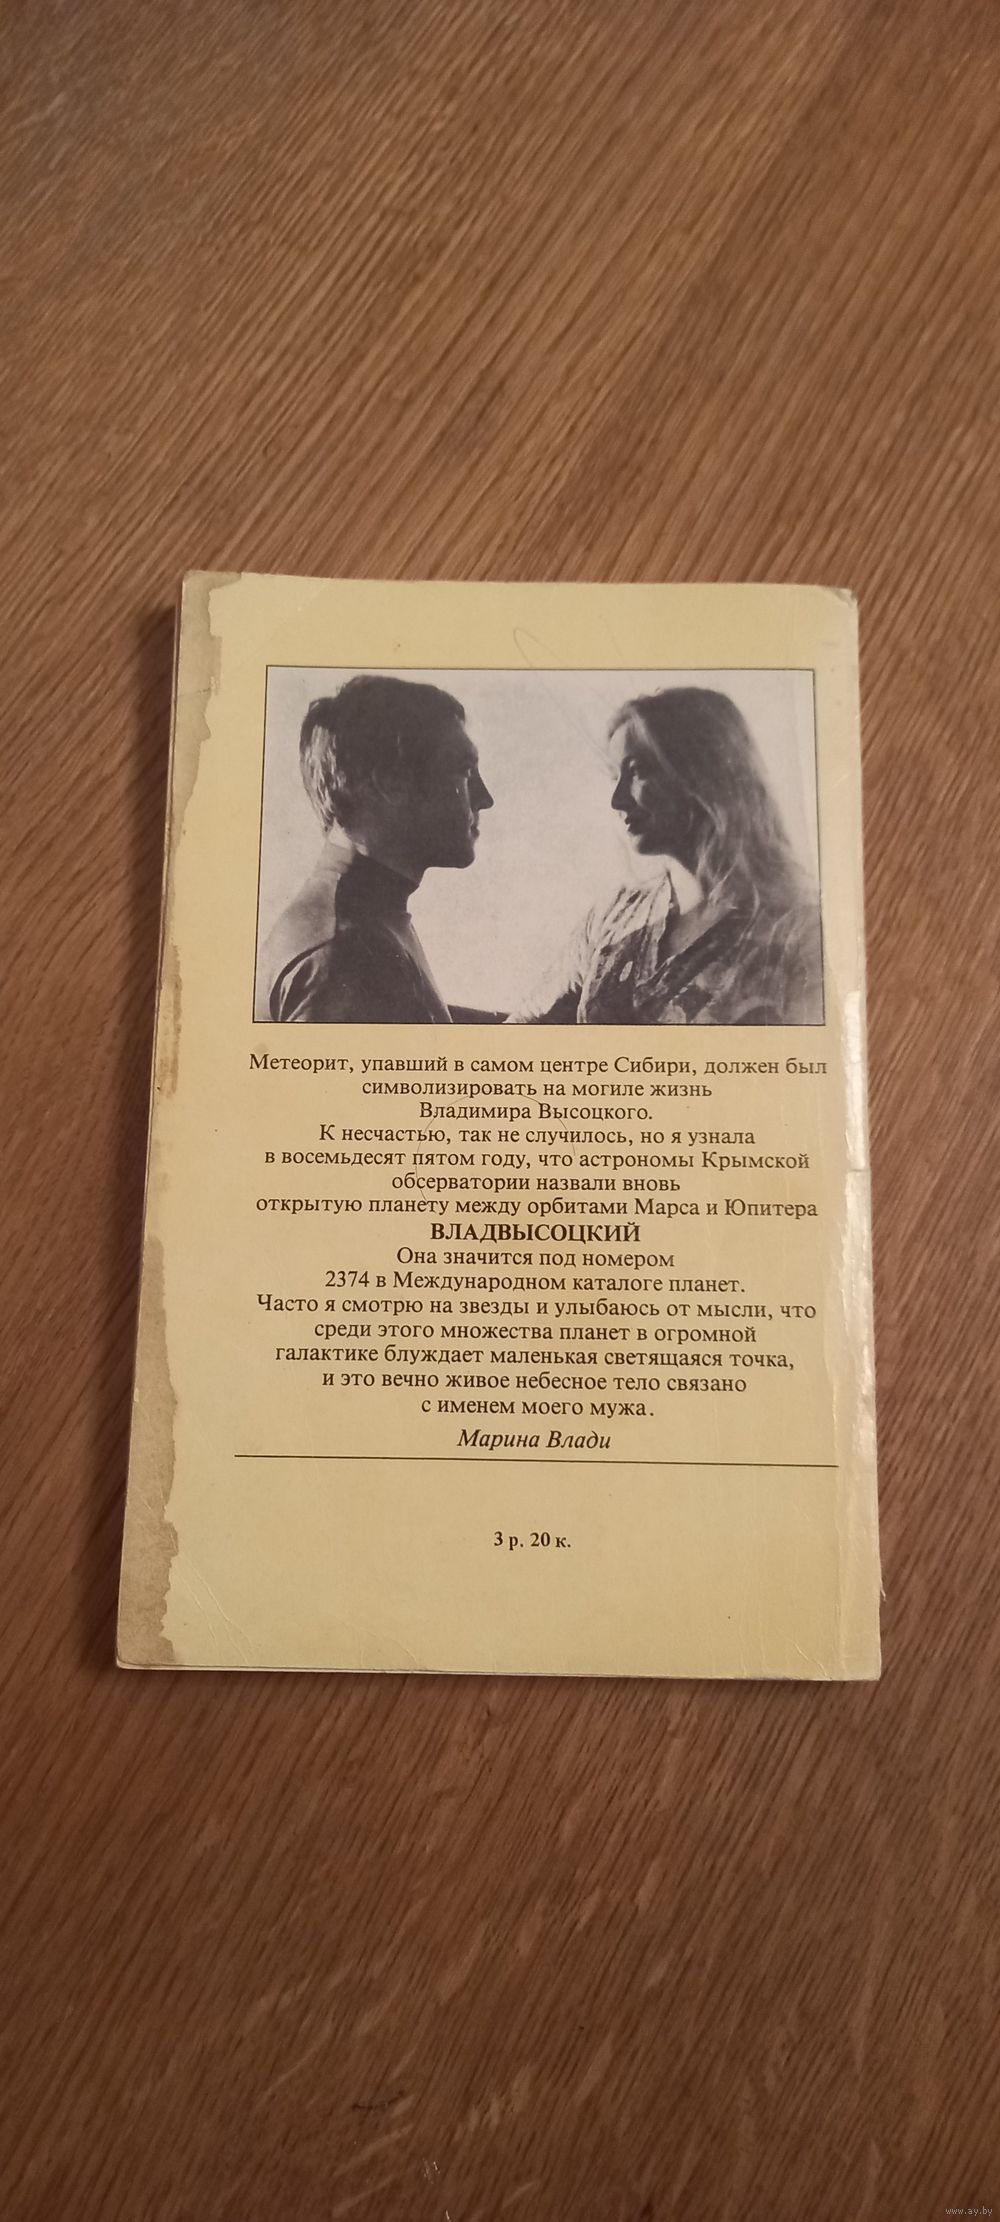 Метеорит, упавший в самом центре Сибири, должен был
символизировать на могиле жизнь
Владимира Высоцкого.
К несчастью, так не случилось, но я узнала
в восемьдесят пятом году, что астрономы Крымской
обсерватории назвали вновь
открытую планету между орбитами Марса и Юпитера
ВЛАДВЫСОЦКИЙ
Она значится под номером
2374 в Международном каталоге планет.
Часто я смотрю на звезды и улыбаюсь от мысли, что
среди этого множества планет в огромной
галактике блуждает маленькая светящаяся точка,
и это вечно живое небесное тело связано
с именем моего мужа.
Марина Влади
3 р. 20 к.
www.ay.by